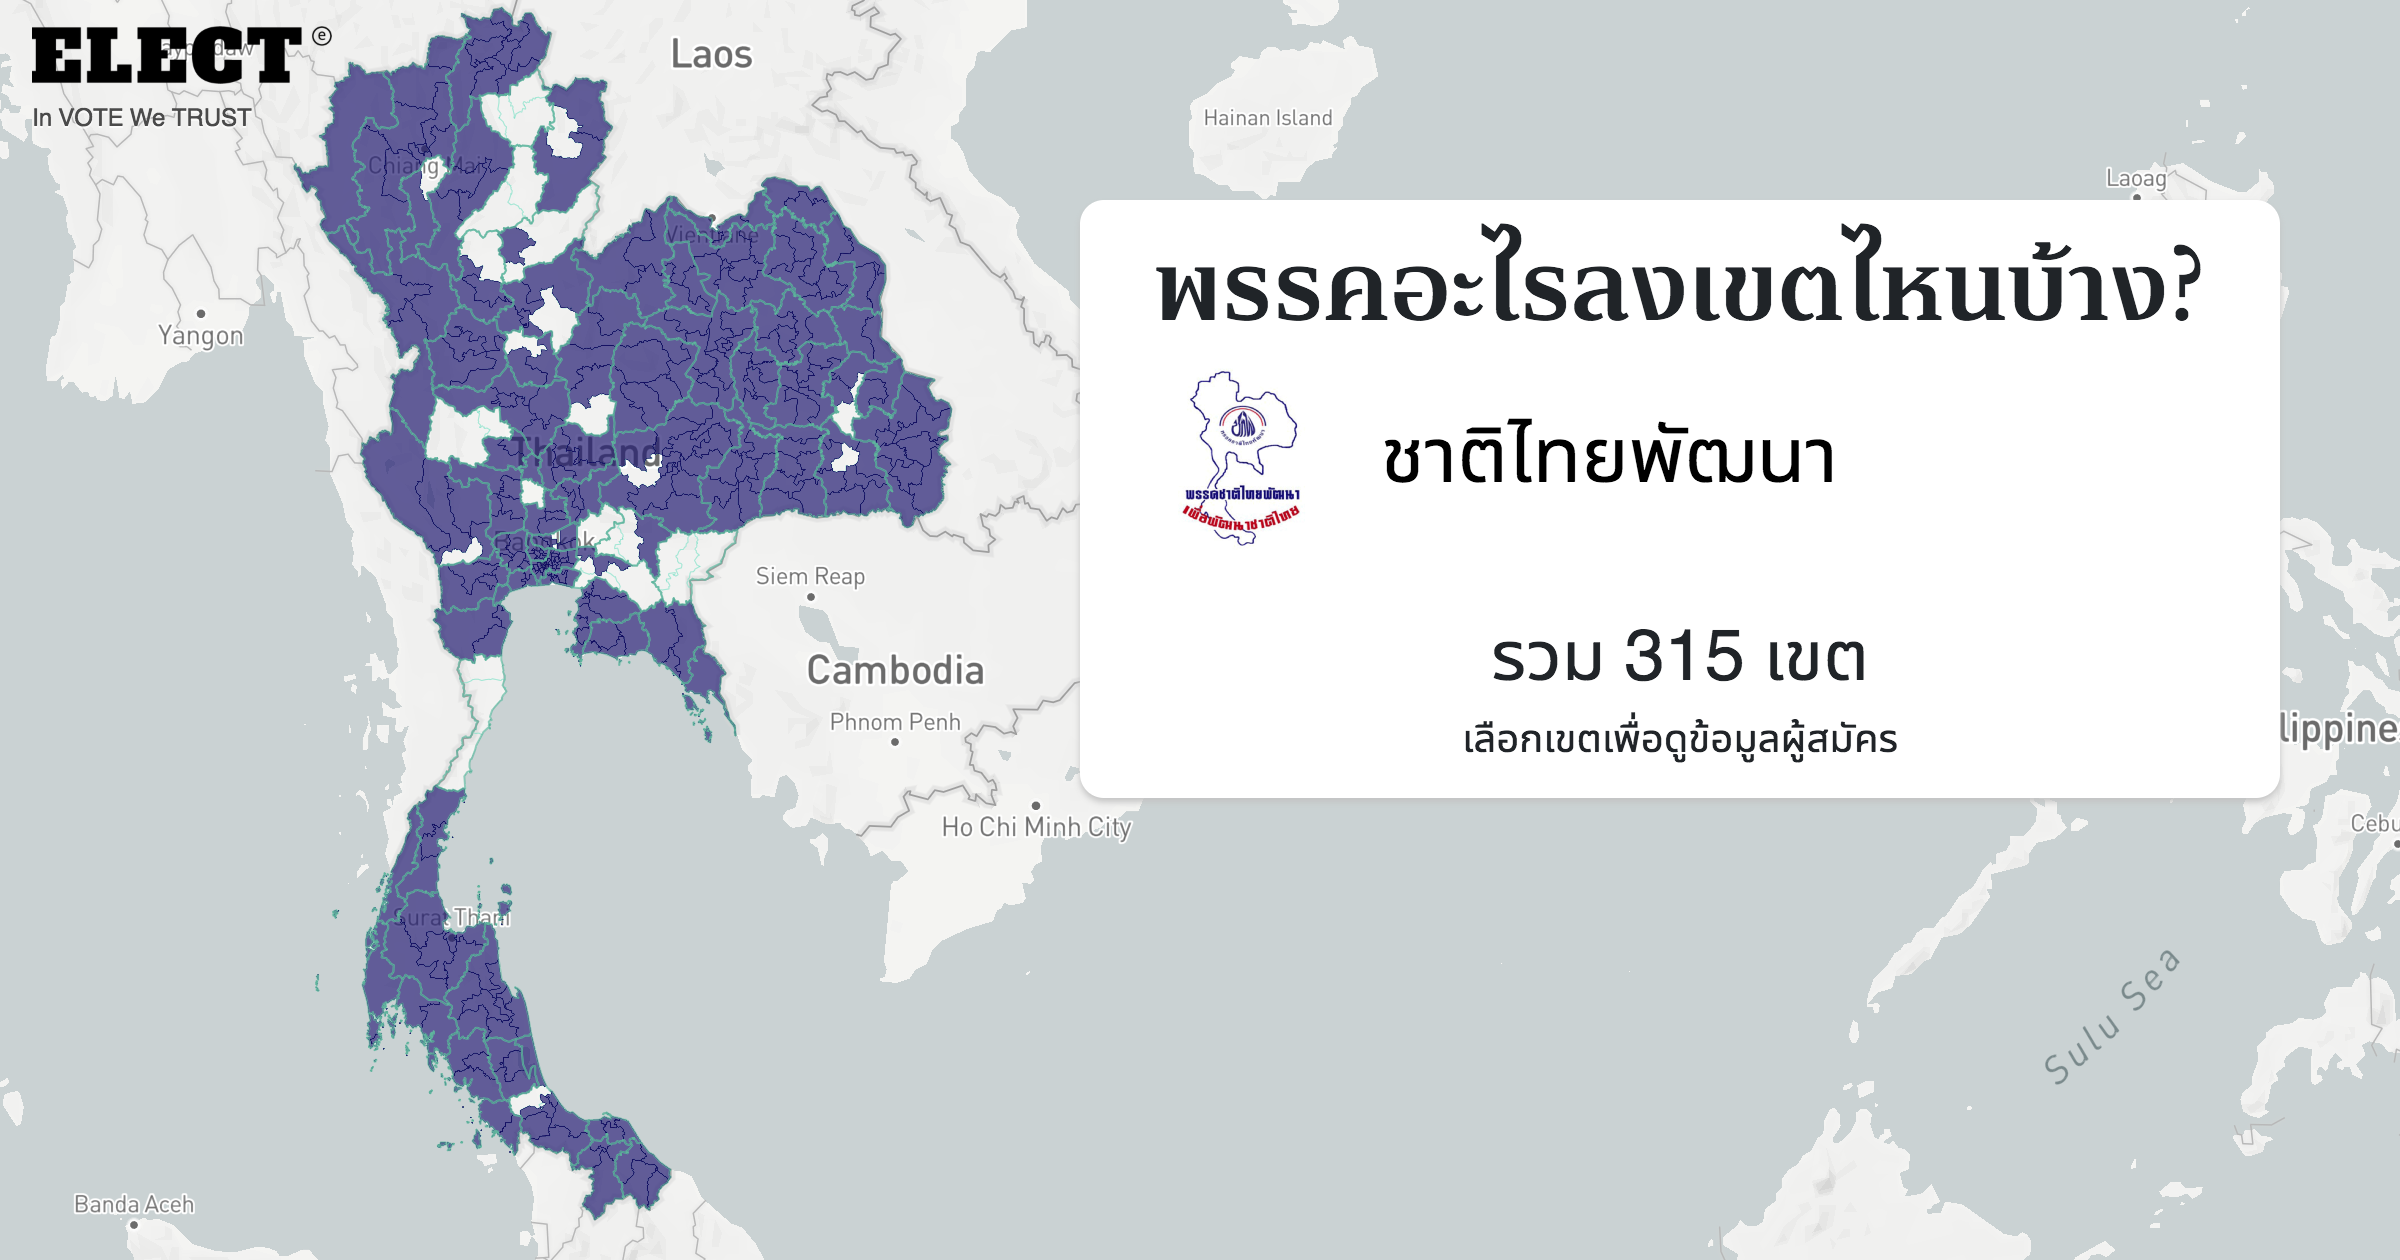 ELECT ⓔ
In VOTE We TRUST
Laos
Hainan Island
Laoag
Chiang Mai
Vientiane
Yangon
Thailand
Bangkok
Siem Reap
Cambodia
Phnom Penh
Ho Chi Minh City
Surat Thani
Banda Aceh
พรรคอะไรลงเขตไหนบ้าง?
ชาติไทยพัฒนา
พรรคชาติไทยพัฒนา
เพื่อพัฒนาชาติไทย
รวม 315 เขต
เลือกเขตเพื่อดูข้อมูลผู้สมัคร
lippine
Cebu
Sulu Sea